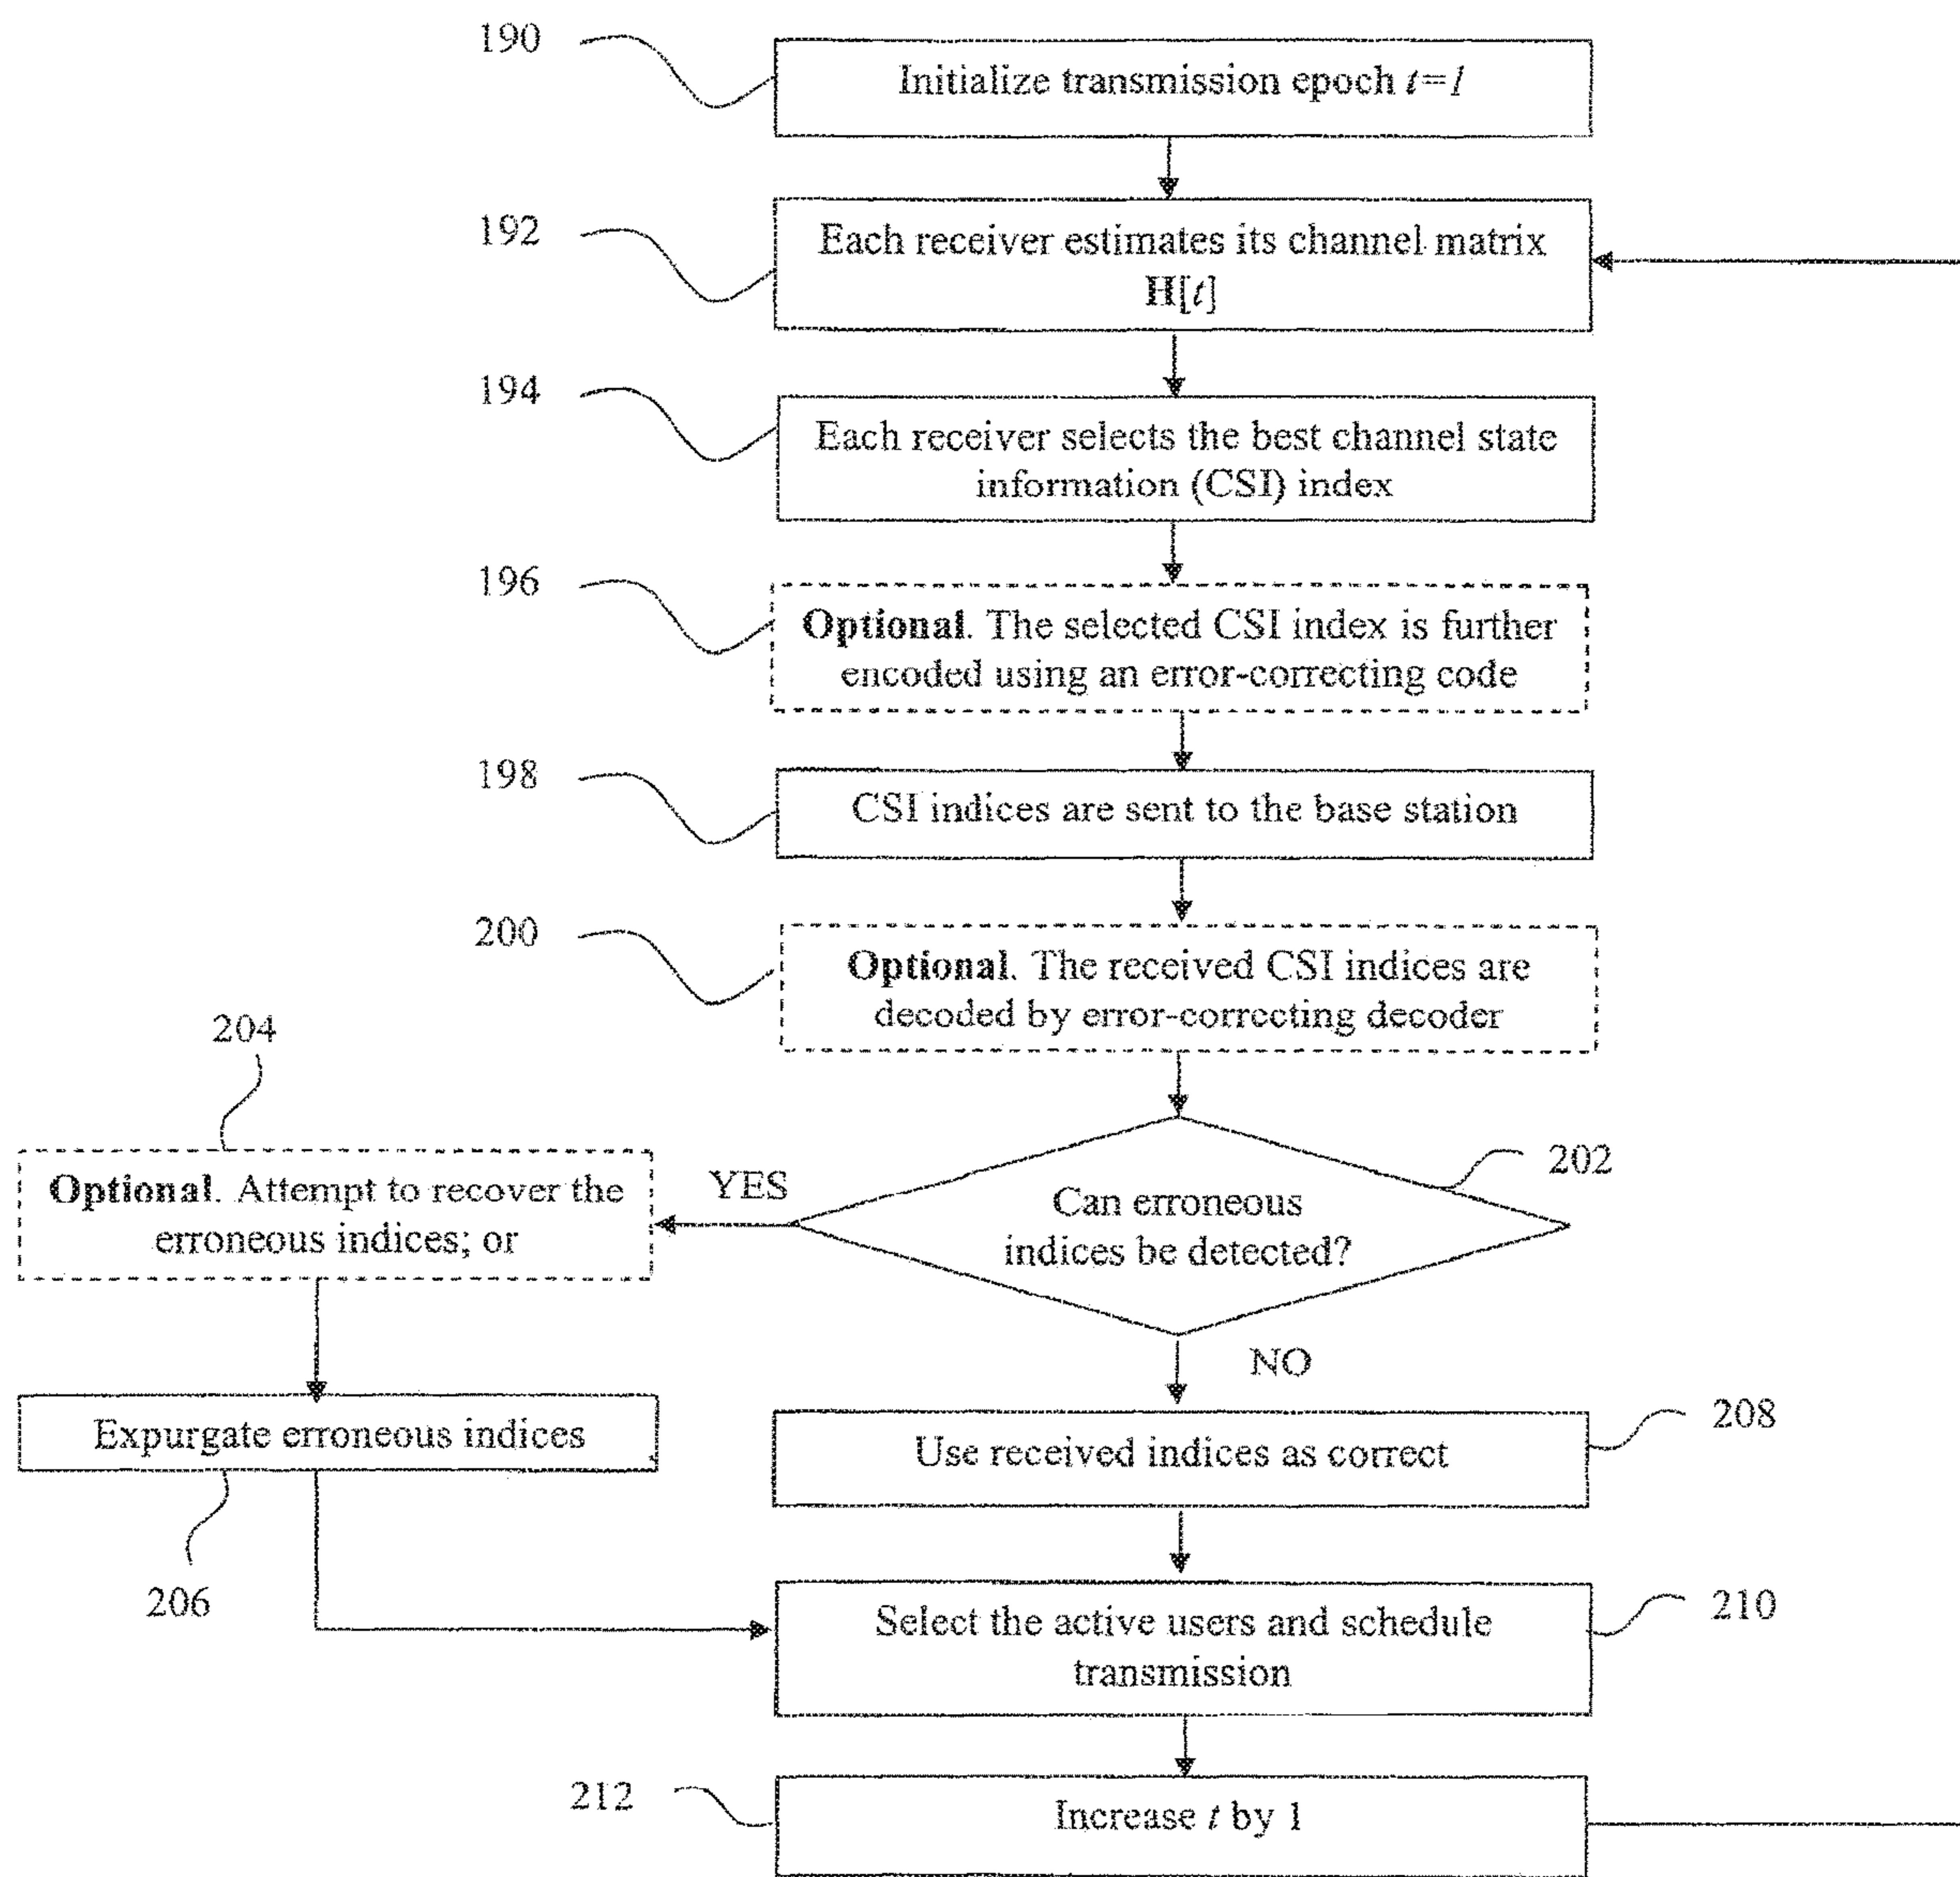 190
Initialize transmission epoch t=1
192
Each receiver estimates its channel matrix
H[t]
194
Each receiver selects the best channel state
information (CSI) index
196
Optional. The selected CSI index is further
encoded using an error-correcting code
198
CSI indices are sent to the base station
200
Optional. The received CSI indices are
decoded by error-correcting decoder
204
202
Optional. Attempt to recover the
erroneous indices; or
YES
Can erroneous
indices be detected?
NO
Expurgate erroneous indices
206
208
Use received indices as correct
210
Select the active users and schedule
transmission
212
Increase t by 1